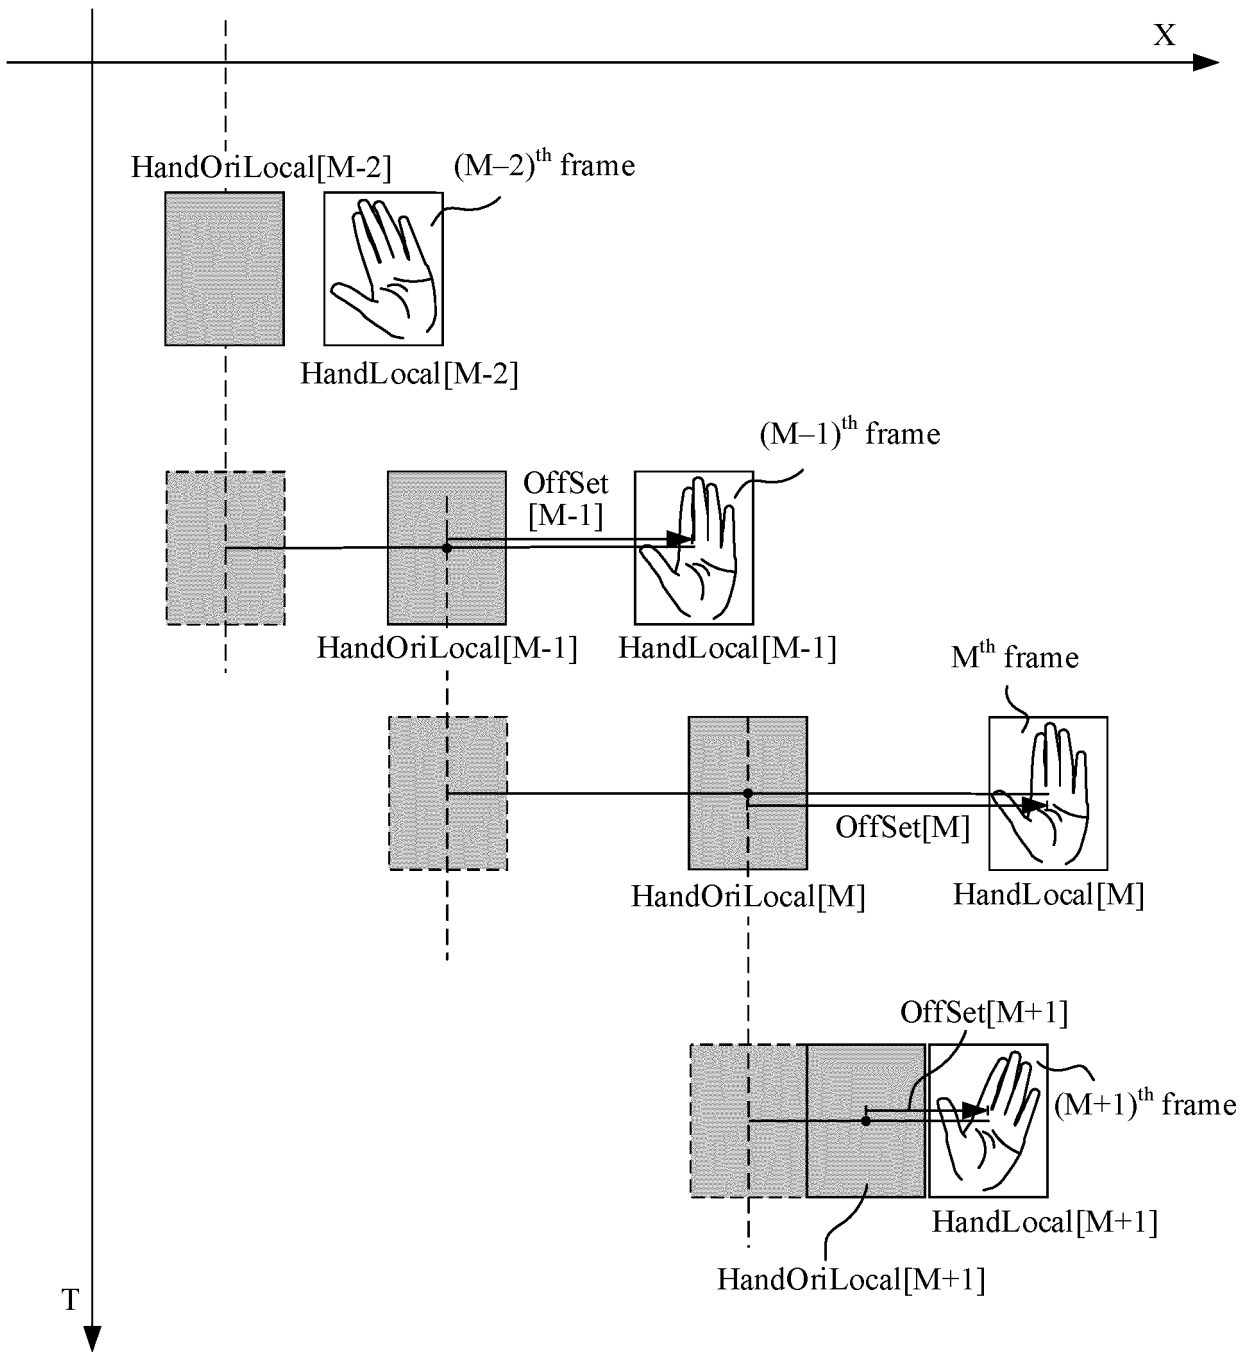 X
HandOriLocal[M-2]
(M–2)th frame
HandLocal[M-2]
(M–1)th frame
OffSet
[M-1]
HandOriLocal[M-1]
HandLocal[M-1]
Mth frame
OffSet[M]
HandOriLocal[M]
HandLocal[M]
OffSet[M+1]
(M+1)th frame
HandLocal[M+1]
HandOriLocal[M+1]
T